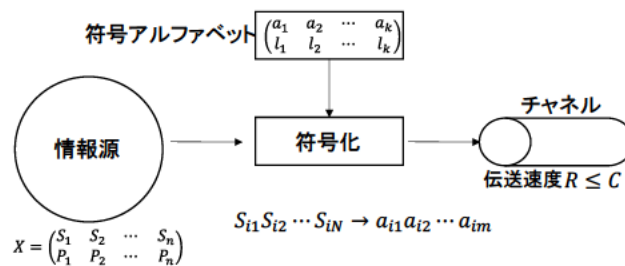 符号アルファベット
(a_1 a_2 ⋯ a_k
l_1 l_2 ⋯ l_k)
情報源
符号化
チャネル
伝送速度R ≤ C
S_{i1}S_{i2} ⋯ S_{iN} → a_{i1}a_{i2} ⋯ a_{im}
X = (S_1 S_2 ⋯ S_n
P_1 P_2 ⋯ P_n)